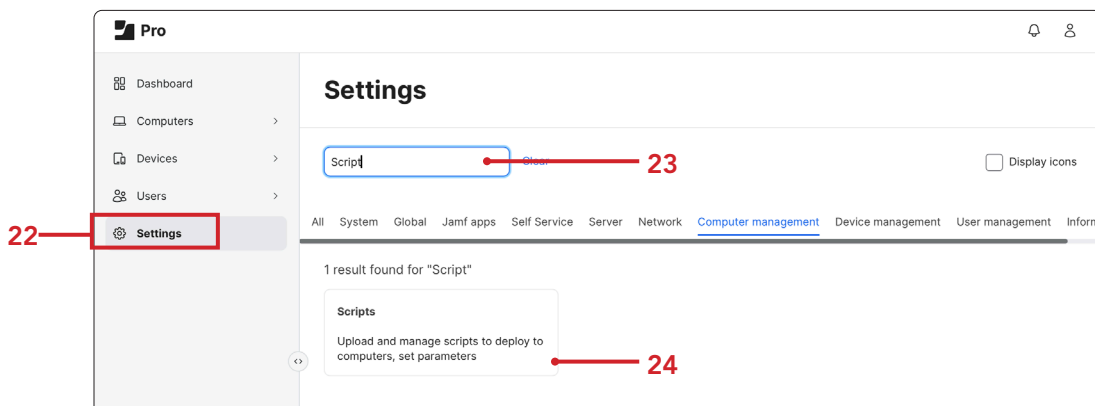 Pro
Dashboard
Computers
Devices
Users
22
Settings
Settings
Script
Clear
23
Display icons
All System Global Jamf apps Self Service Server Network Computer management Device management User management Inform
1 result found for "Script"
Scripts
Upload and manage scripts to deploy to
computers, set parameters
24